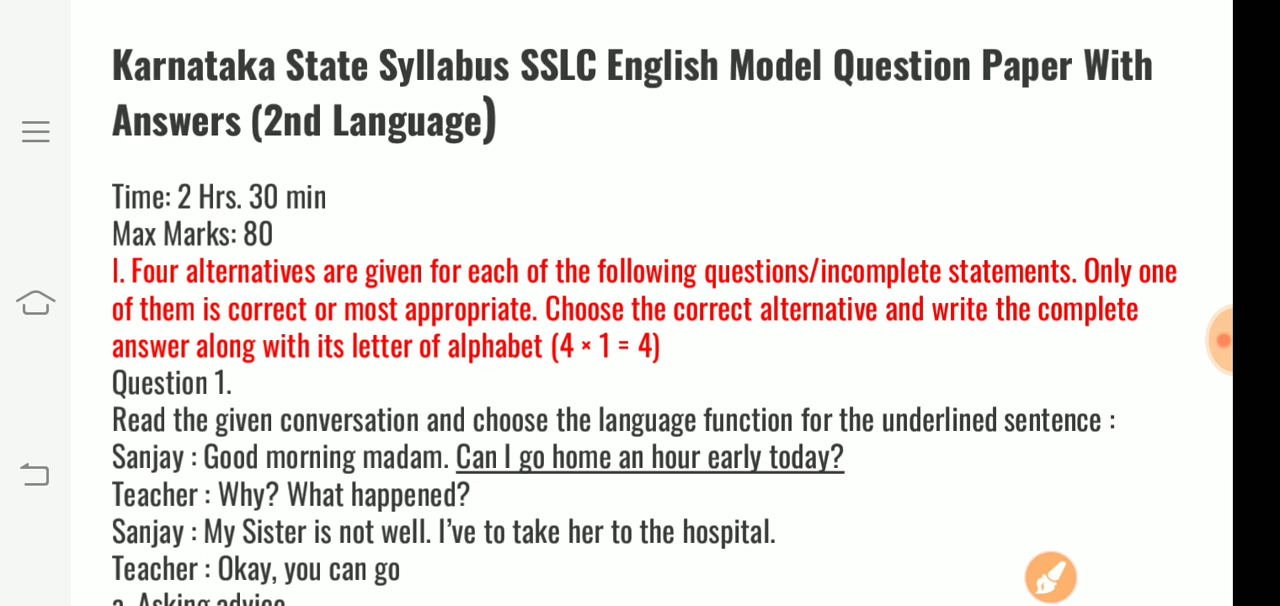 Karnataka State Syllabus SSLC English Model Question Paper With
Answers (2nd Language)
Time: 2 Hrs. 30 min
Max Marks: 80
I. Four alternatives are given for each of the following questions/incomplete statements. Only one
of them is correct or most appropriate. Choose the correct alternative and write the complete
answer along with its letter of alphabet (4 × 1 = 4)
Question 1.
Read the given conversation and choose the language function for the underlined sentence :
Sanjay : Good morning madam. Can I go home an hour early today?
Teacher : Why? What happened?
Sanjay : My Sister is not well. I've to take her to the hospital.
Teacher : Okay, you can go
a. Asking advice